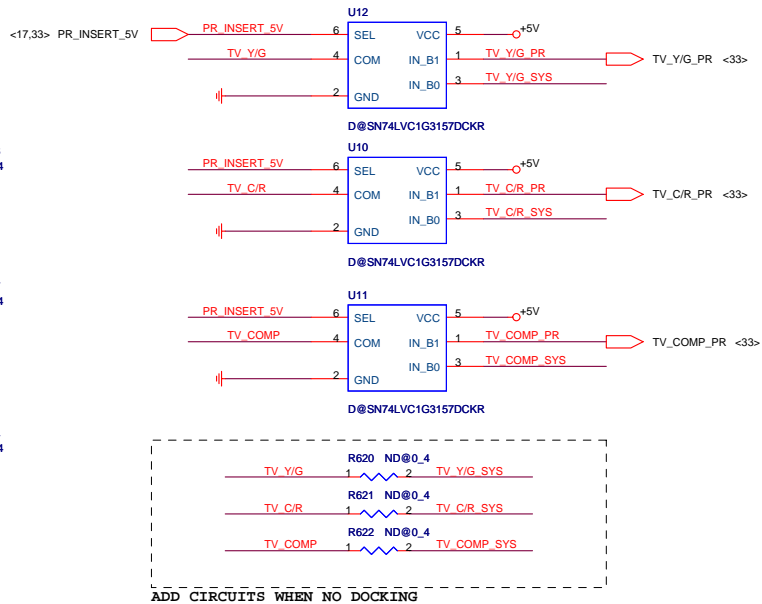 U12
<17,33> PR_INSERT_5V PR_INSERT_5V 6 SEL VCC 5 +5V
TV_Y/G 4 COM IN_B1 1 TV_Y/G_PR TV_Y/G_PR <33>
IN_B0 3 TV_Y/G_SYS
2 GND
D@SN74LVC1G3157DCKR
U10
4
PR_INSERT_5V 6 SEL VCC 5 +5V
TV_C/R 4 COM IN_B1 1 TV_C/R_PR TV_C/R_PR <33>
IN_B0 3 TV_C/R_SYS
2 GND
D@SN74LVC1G3157DCKR
U11
4
PR_INSERT_5V 6 SEL VCC 5 +5V
TV_COMP 4 COM IN_B1 1 TV_COMP_PR TV_COMP_PR <33>
IN_B0 3 TV_COMP_SYS
2 GND
D@SN74LVC1G3157DCKR
4
R620 ND@0_4
TV_Y/G 1 2 TV_Y/G_SYS
R621 ND@0_4
TV_C/R 1 2 TV_C/R_SYS
R622 ND@0_4
TV_COMP 1 2 TV_COMP_SYS
ADD CIRCUITS WHEN NO DOCKING